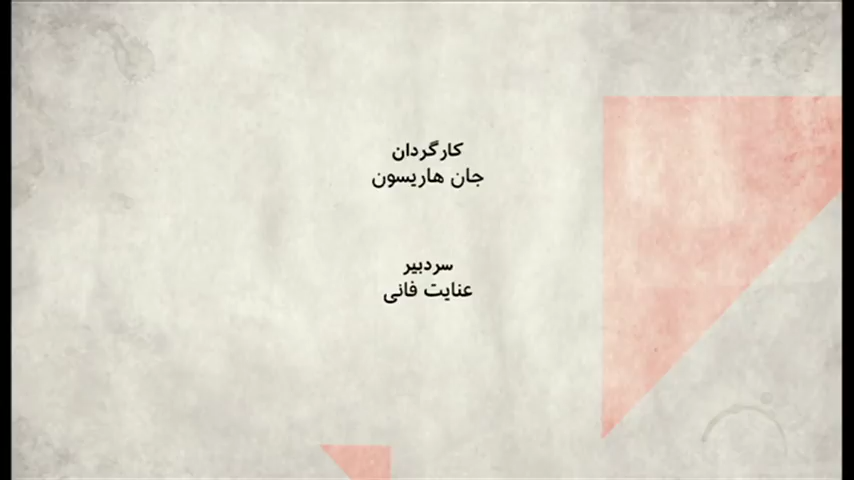 کارگردان
جان هاریسون
سردبیر
عنایت فانی